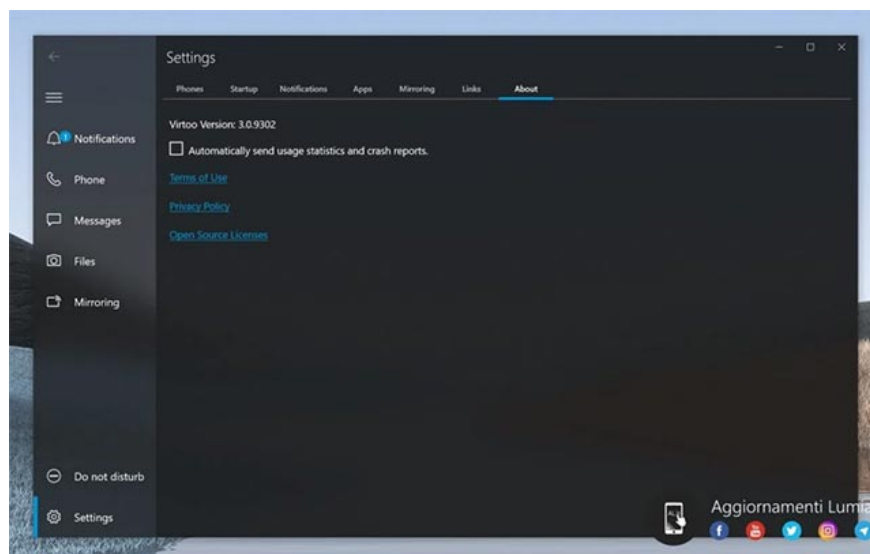 Settings
Phones Startup Notifications Apps Mirroring Links About
Virtoo Version: 3.0.9302
Automatically send usage statistics and crash reports.
Terms of Use
Privacy Policy
Open Source Licenses
1
Notifications
Phone
Messages
Files
Mirroring
Do not disturb
Settings
Aggiornamenti Lumia